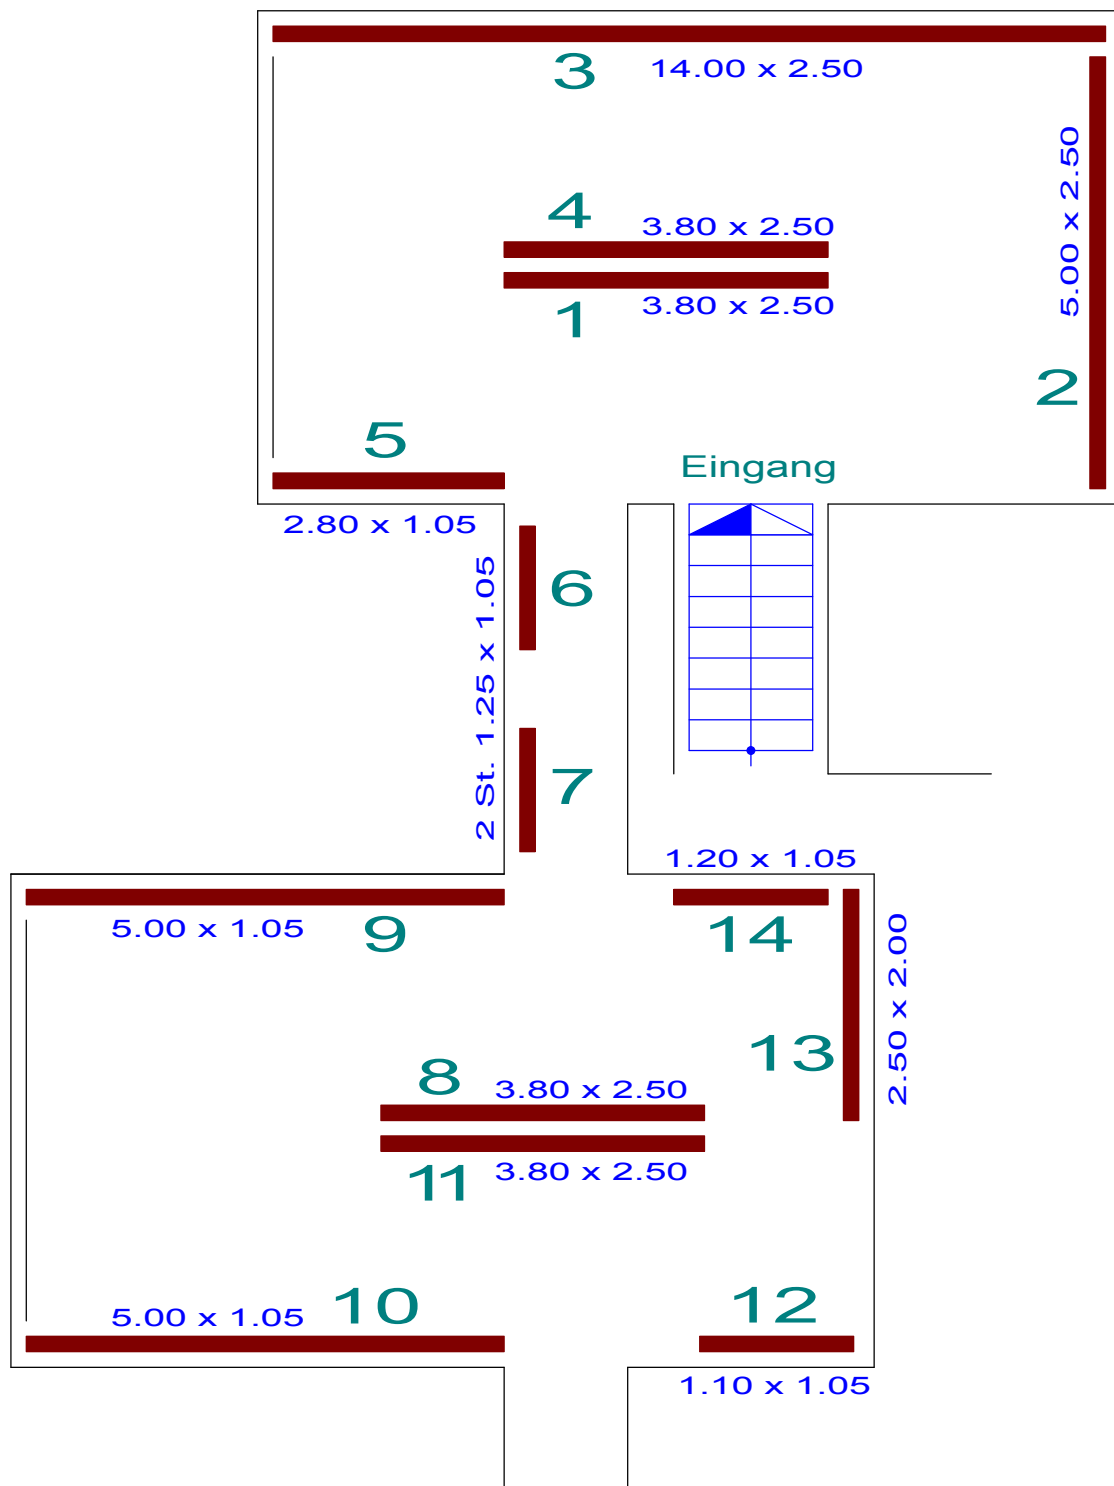 3
14.00 x 2.50
5.00 x 2.50
4
3.80 x 2.50
3.80 x 2.50
1
2
5
Eingang
2.80 x 1.05
6
2 St. 1.25 x 1.05
7
1.20 x 1.05
5.00 x 1.05
9
14
2.50 x 2.00
13
8
3.80 x 2.50
11
3.80 x 2.50
5.00 x 1.05
10
12
1.10 x 1.05